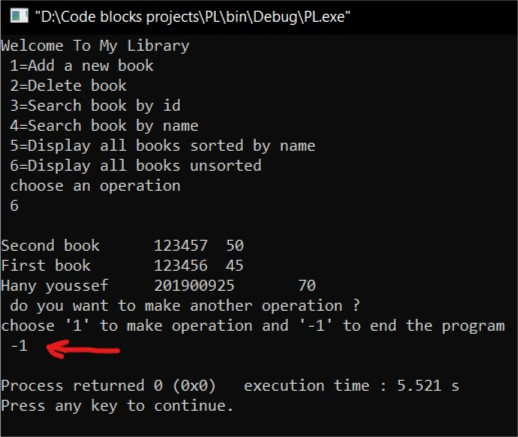 "D:\Code blocks projects\PL\bin\Debug\PL.exe"
Welcome To My Library
1=Add a new book
2=Delete book
3=Search book by id
4=Search book by name
5=Display all books sorted by name
6=Display all books unsorted
choose an operation
6
Second book 123457 50
First book 123456 45
Hany youssef 201900925 70
do you want to make another operation ?
choose '1' to make operation and '-1' to end the program
-1
Process returned 0 (0x0) execution time : 5.521 s
Press any key to continue.